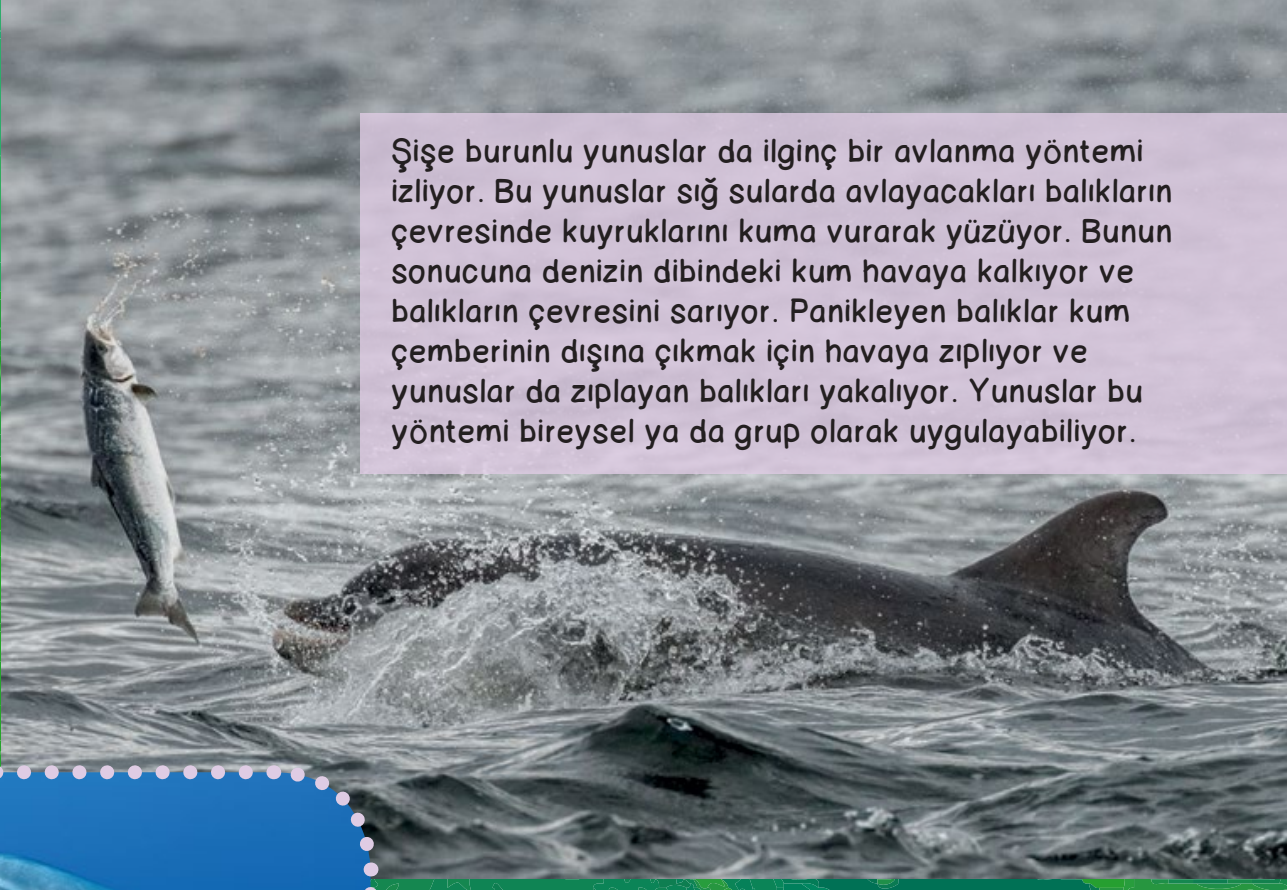 Şişe burunlu yunuslar da ilginç bir avlanma yöntemi
izliyor. Bu yunuslar sığ sularda avlayacakları balıkların
çevresinde kuyruklarını kuma vurarak yüzüyor. Bunun
sonucuna denizin dibindeki kum havaya kalkıyor ve
balıkların çevresini sarıyor. Panikleyen balıklar kum
çemberinin dışına çıkmak için havaya zıplıyor ve
yunuslar da zıplayan balıkları yakalıyor. Yunuslar bu
yöntemi bireysel ya da grup olarak uygulayabiliyor.